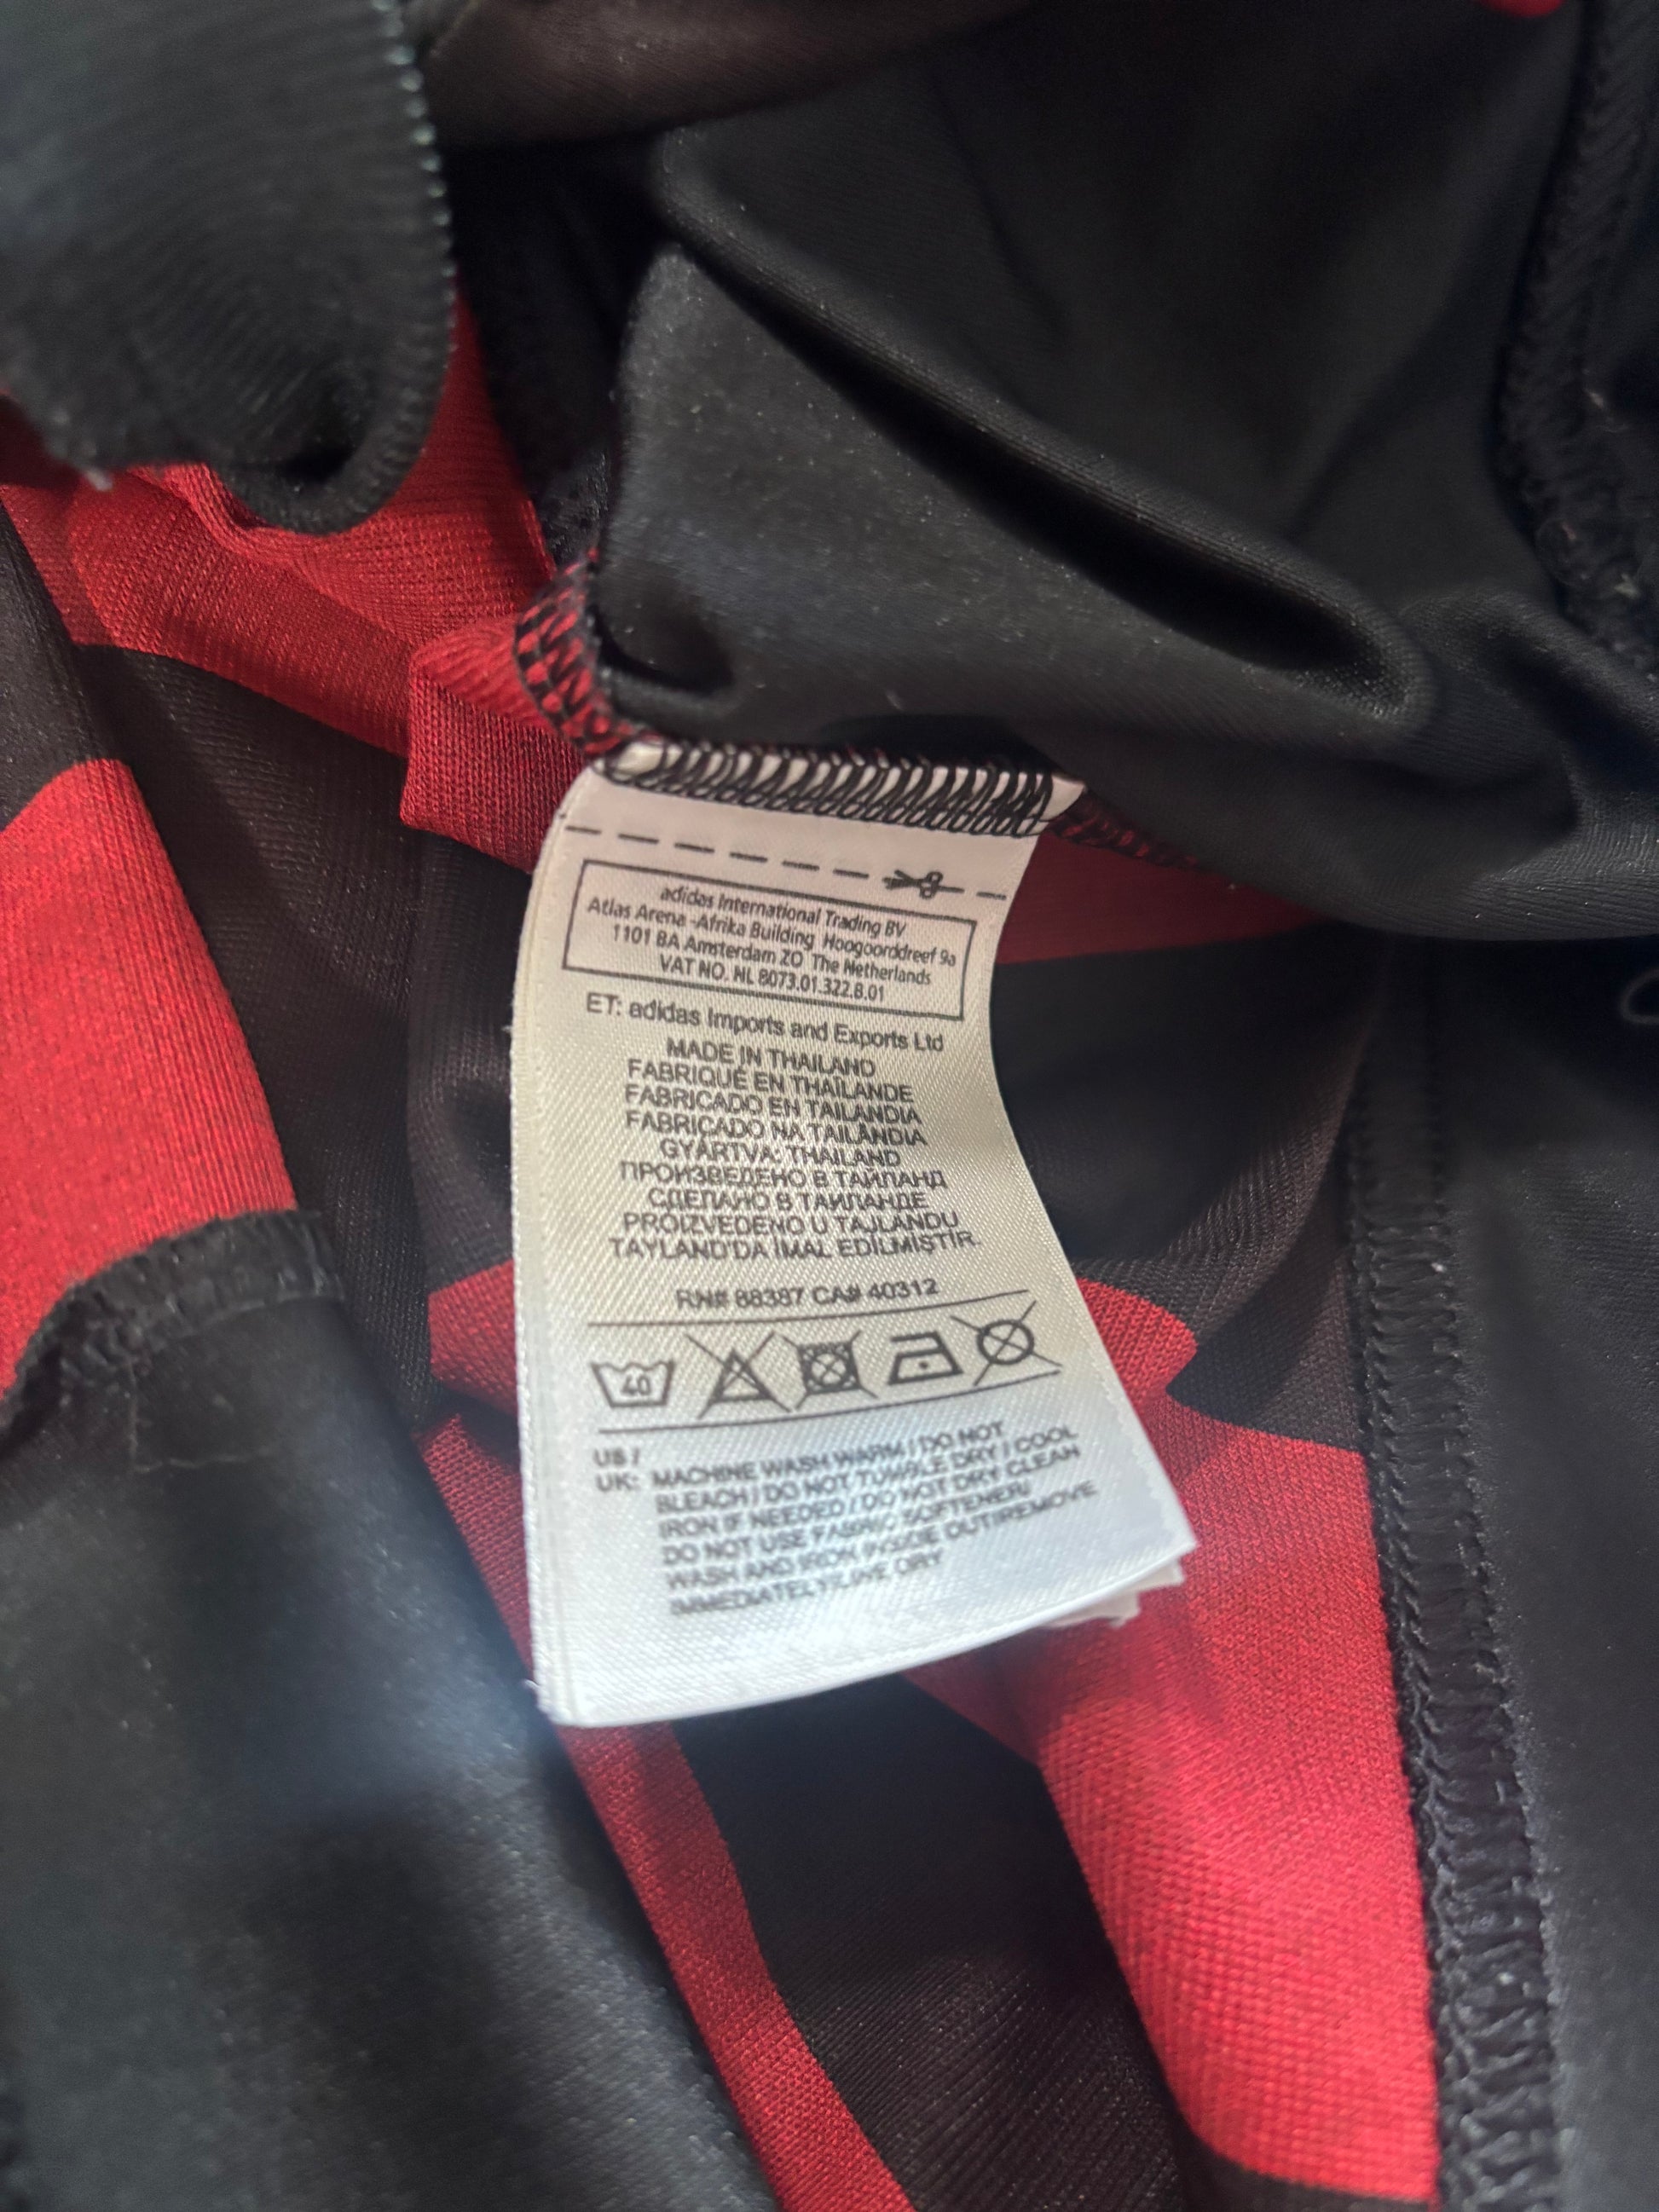 adidas International Trading BV
Atlas Arena -Afrika Building Hoogoorddreef 9a
1101 BA Amsterdam ZO The Netherlands
VAT NO. NL 8073.01.322.B.01
ET: adidas Imports and Exports Ltd
MADE IN THAILAND
FABRIQUÉ EN THAÏLANDE
FABRICADO EN TAILANDIA
FABRICADO NA TAILÂNDIA
GYÁRTVA: THAILAND
ПРОИЗВЕДЕНО В ТАЙЛАНД
СДЕЛАНО В ТАИЛАНДЕ
PROIZVEDENO U TAJLANDU
TAYLAND'DA İMAL EDİLMİŞTİR.
RN# 88387 CA# 40312
40
US /
UK: MACHINE WASH WARM / DO NOT
BLEACH / DO NOT TUMBLE DRY / COOL
IRON IF NEEDED / DO NOT DRY CLEAN
DO NOT USE FABRIC SOFTENER/
WASH AND IRON INSIDE OUT/REMOVE
IMMEDIATELY/LINE DRY